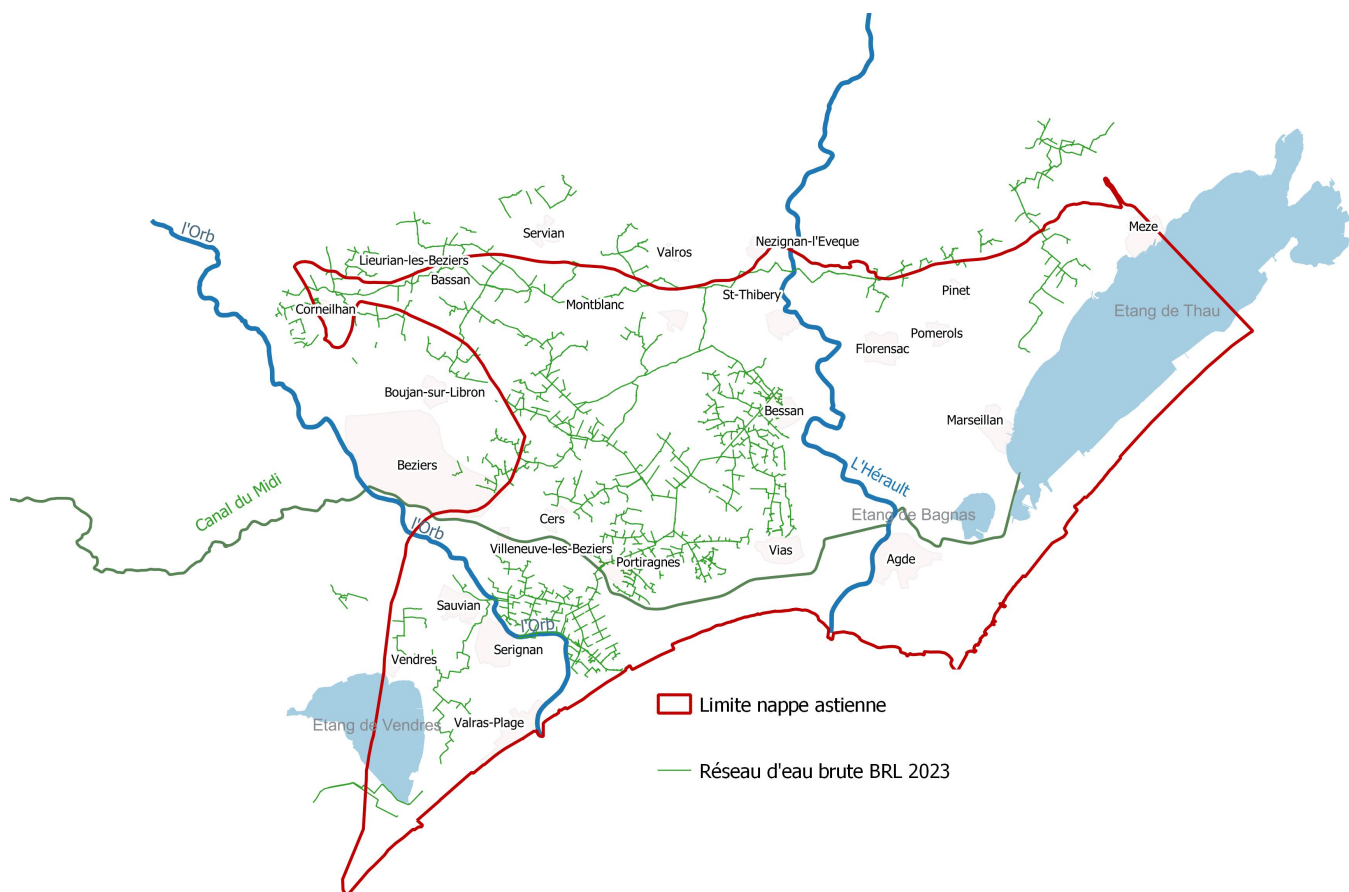 l'Orb
Servian
Valros
Nezignan-l'Eveque
Meze
Lieurian-les-Beziers
Bassan
Montblanc
St-Thibery
Pinet
Corneilhan
Etang de Thau
Pomerols
Florensac
Boujan-sur-Libron
Bessan
Marseillan
Beziers
L'Hérault
Canal du Midi
l'Orb
Cers
Etang de Bagnas
Villeneuve-les-Beziers
Portiragnes
Vias
Agde
Sauvian
l'Orb
Serignan
Vendres
Etang de Vendres
Valras-Plage
Limite nappe astienne
Réseau d'eau brute BRL 2023